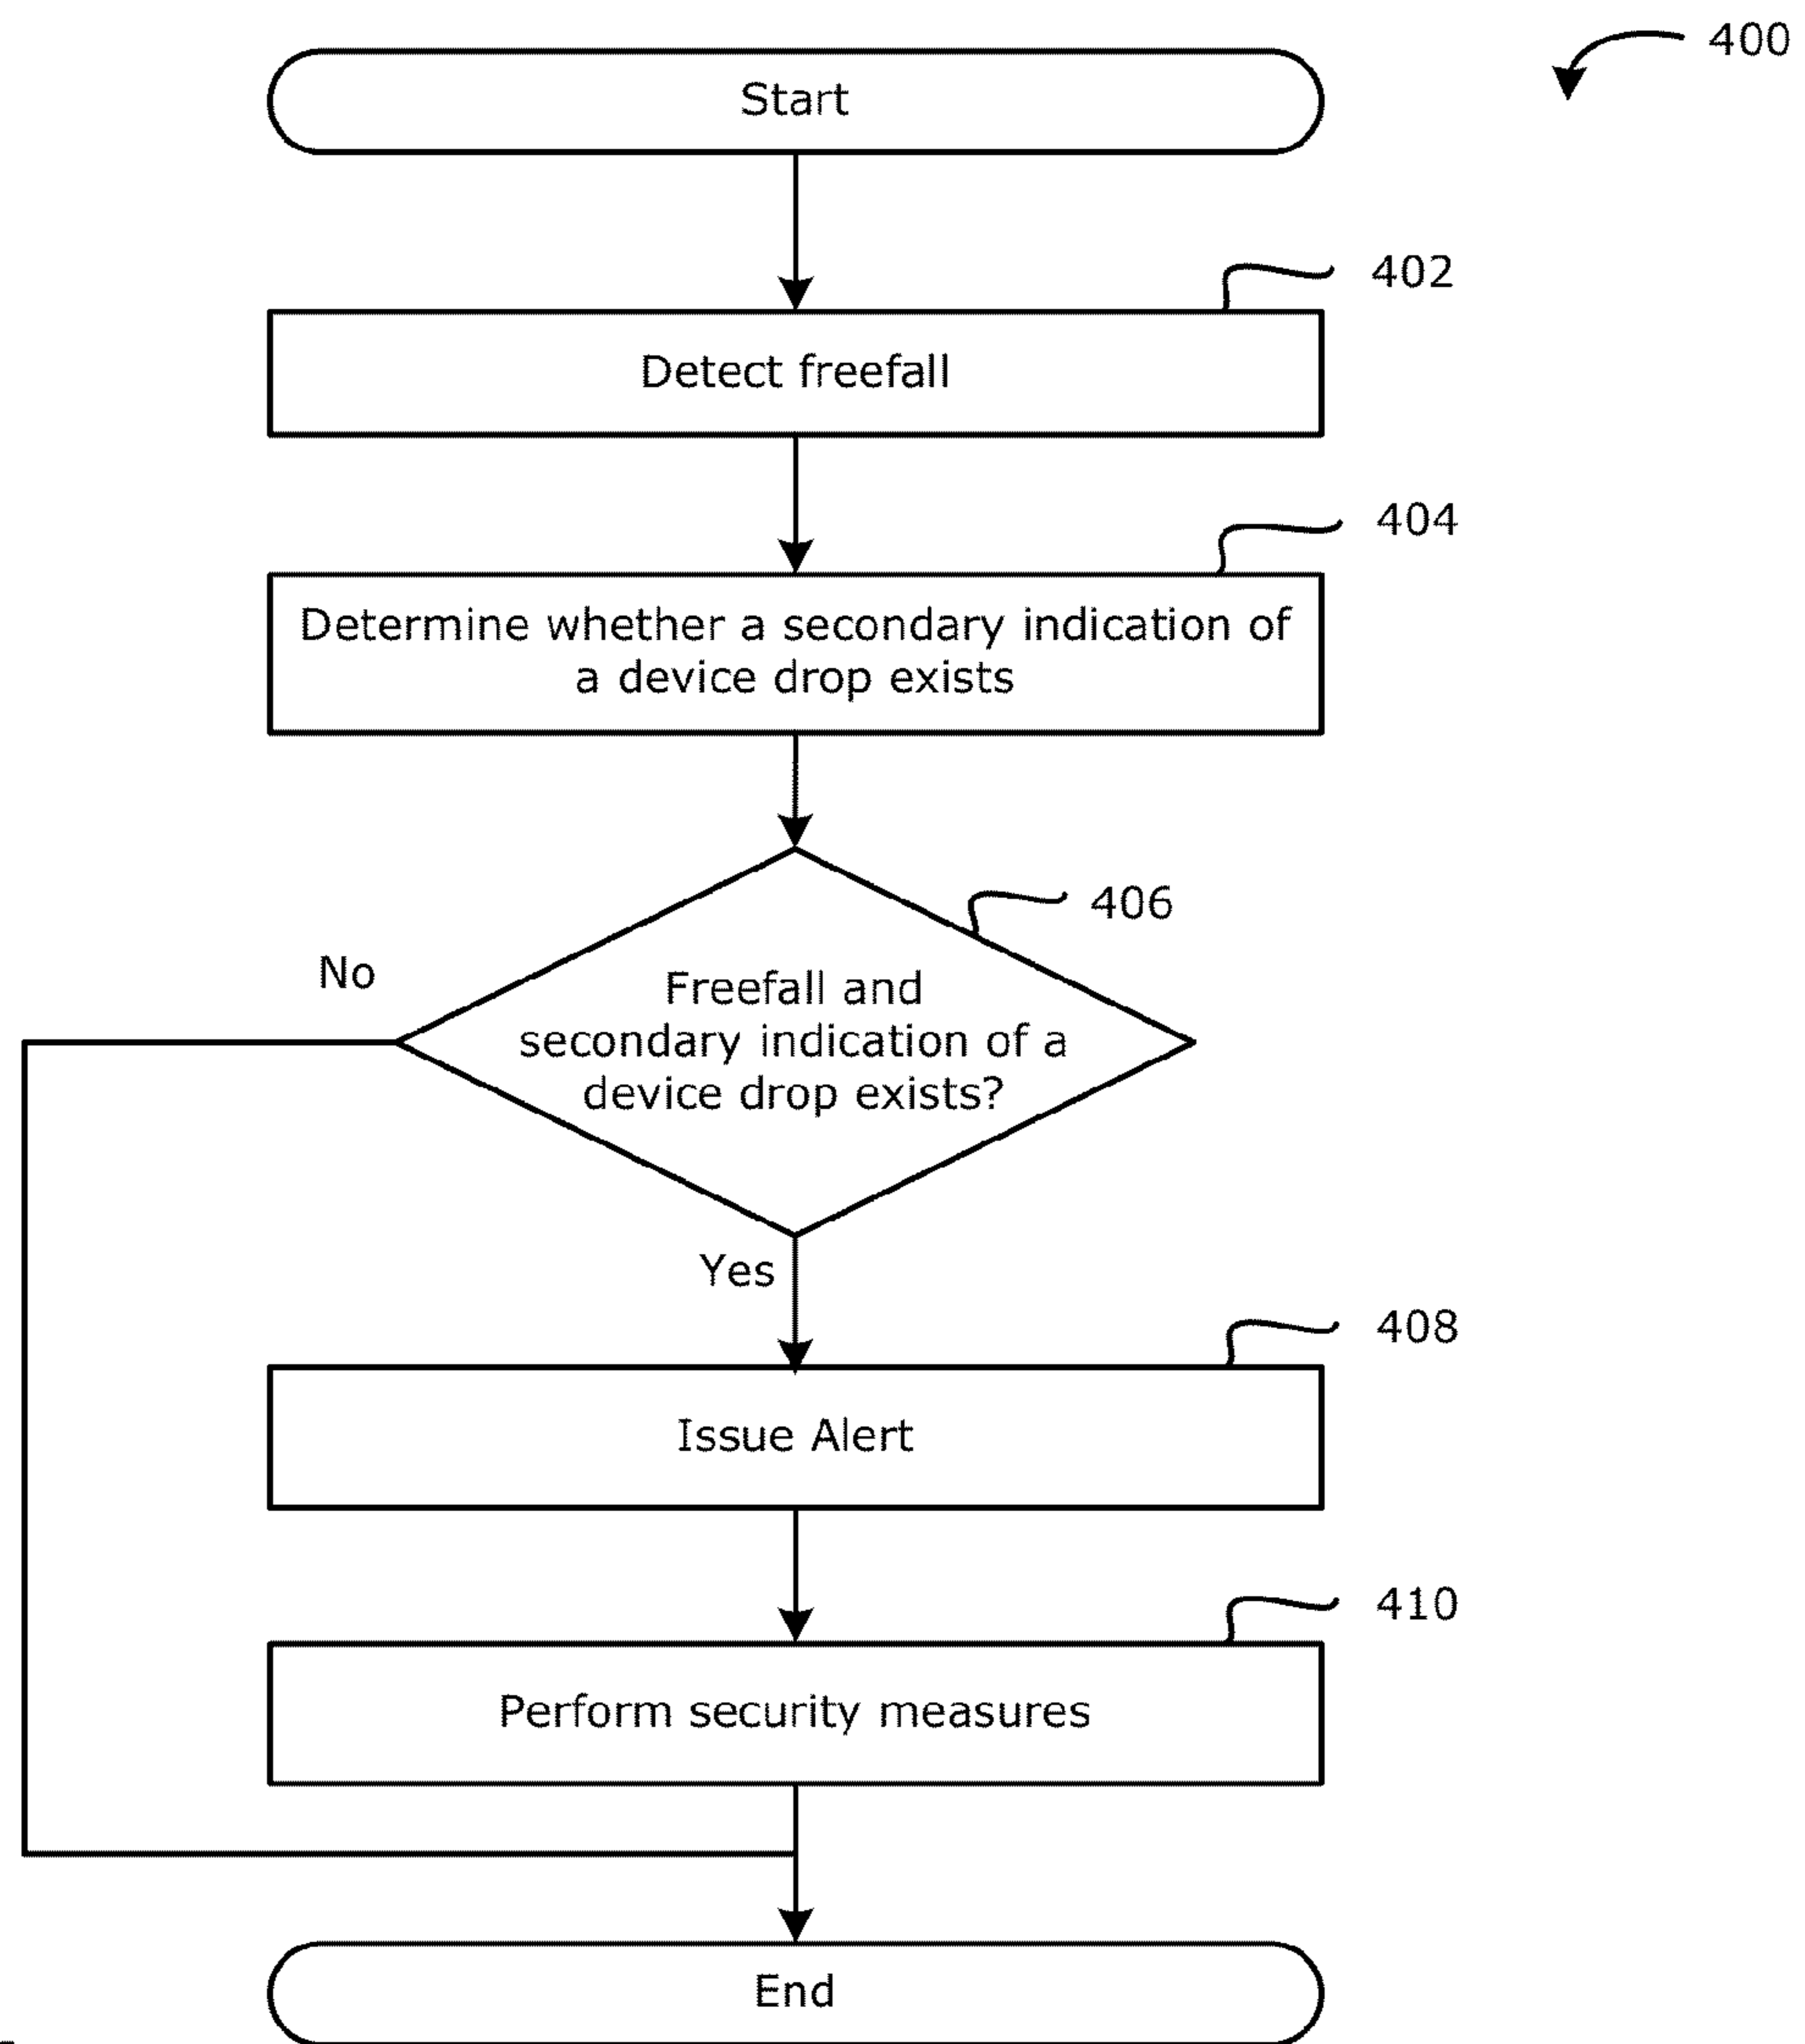 400
Start
402
Detect freefall
404
Determine whether a secondary indication of
a device drop exists
406
No
Freefall and
secondary indication of a
device drop exists?
Yes
408
Issue Alert
410
Perform security measures
End